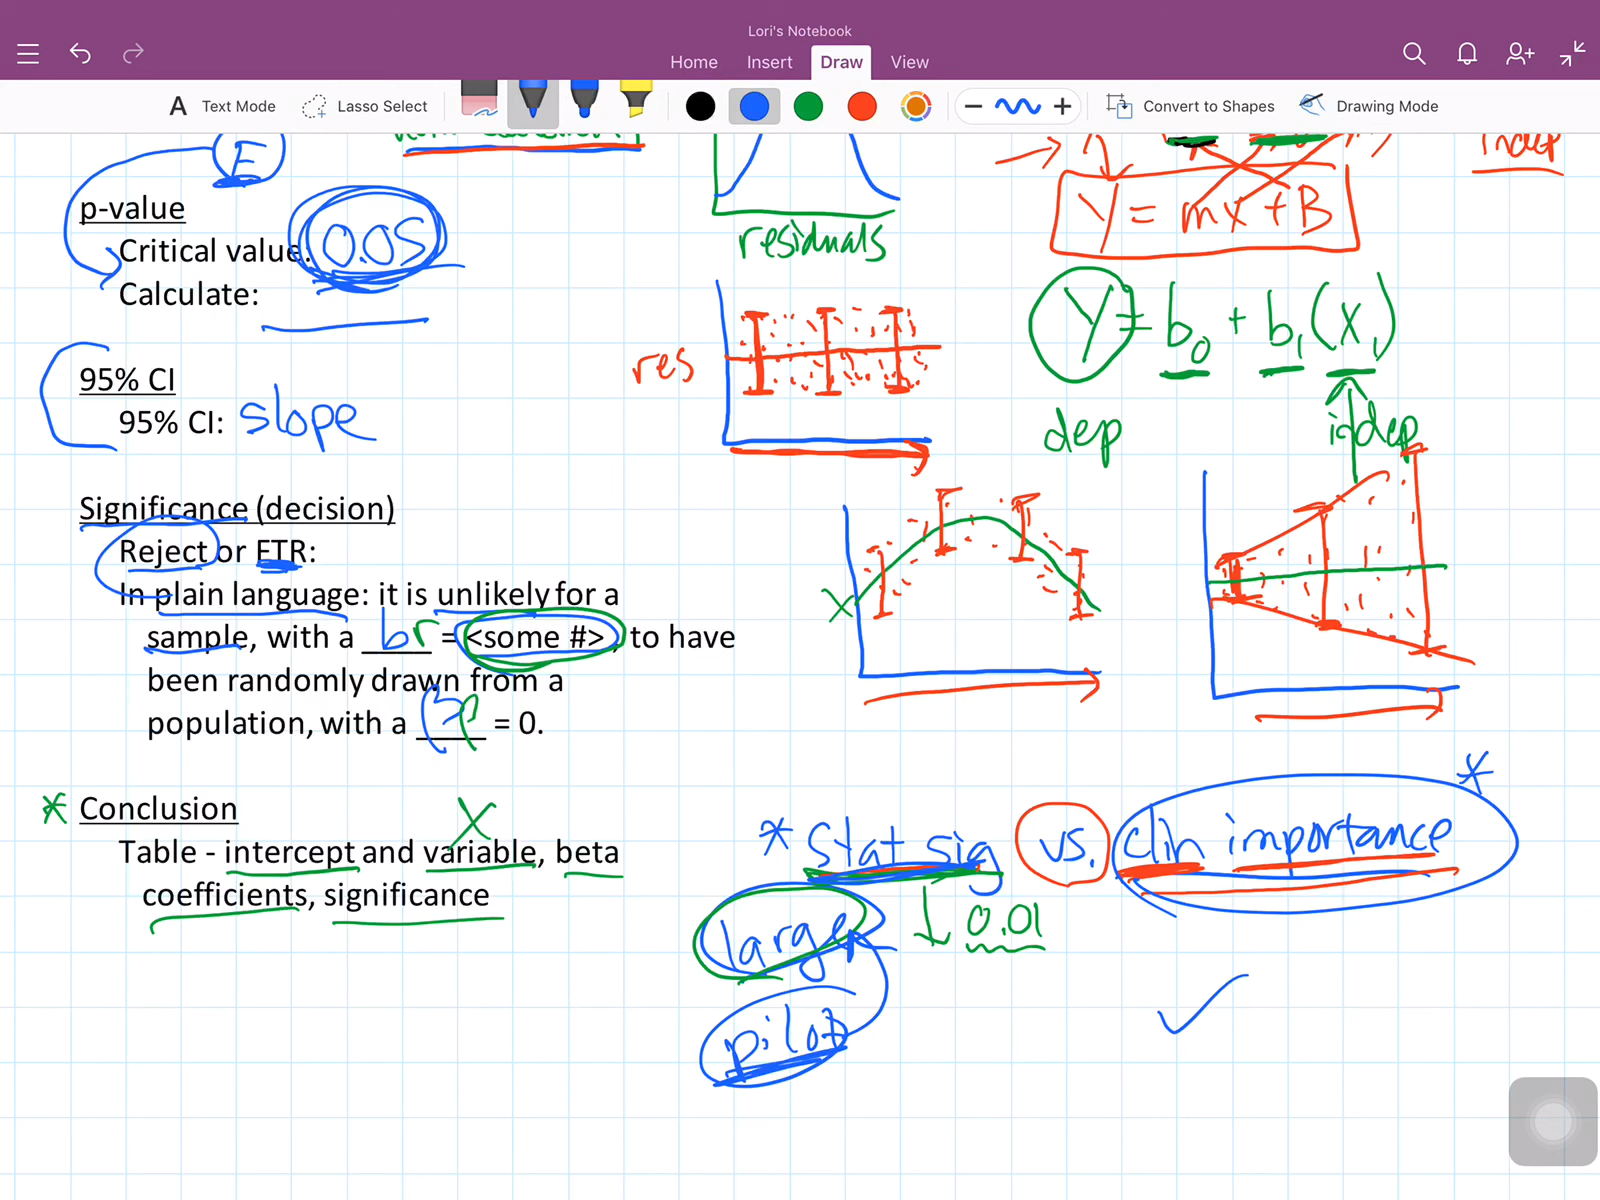 Lori's Notebook
Home Insert Draw View
Text Mode Lasso Select Convert to Shapes Drawing Mode
F
p-value
Critical value: 0.05
Calculate:
95% CI
95% CI: slope
Significance (decision)
Reject or FTR:
In plain language: it is unlikely for a
sample, with a b r = <some #>, to have
been randomly drawn from a
population, with a = 0.
* Conclusion
X
Table - intercept and variable, beta
coefficients, significance
residuals
res
indep
Y = mx + B
Y = b0 + b1 (x1)
dep
indep
X
* Stat sig vs. clin importance *
large
↓ 0.01
pilot